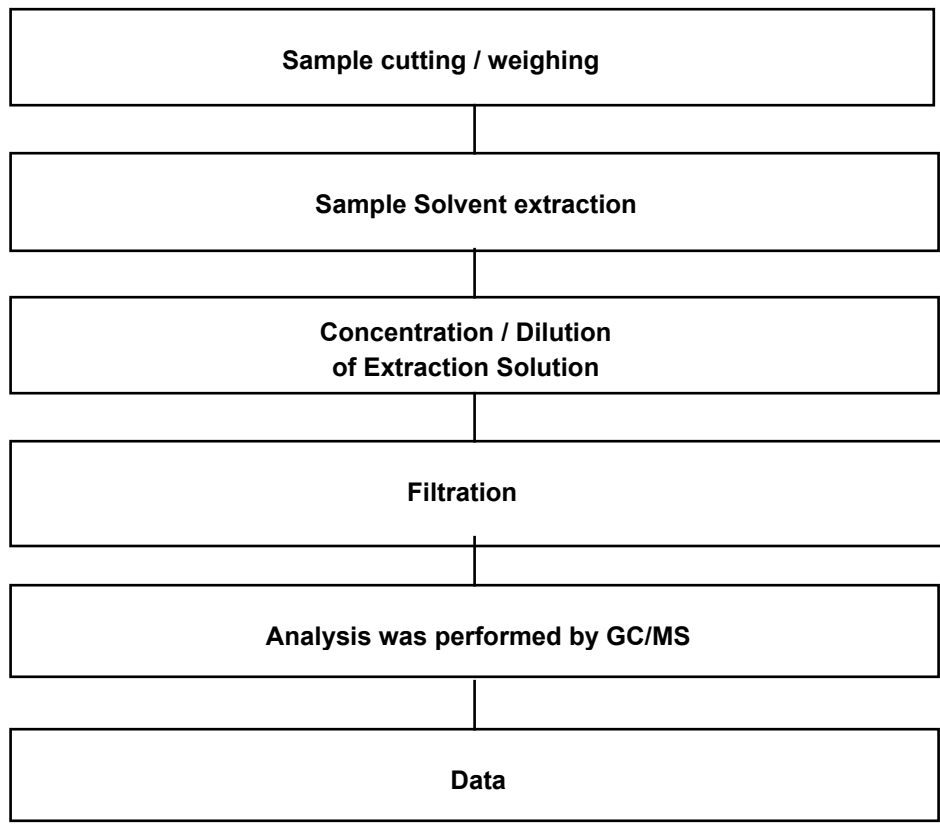 Sample cutting / weighing
Sample Solvent extraction
Concentration / Dilution
of Extraction Solution
Filtration
Analysis was performed by GC/MS
Data